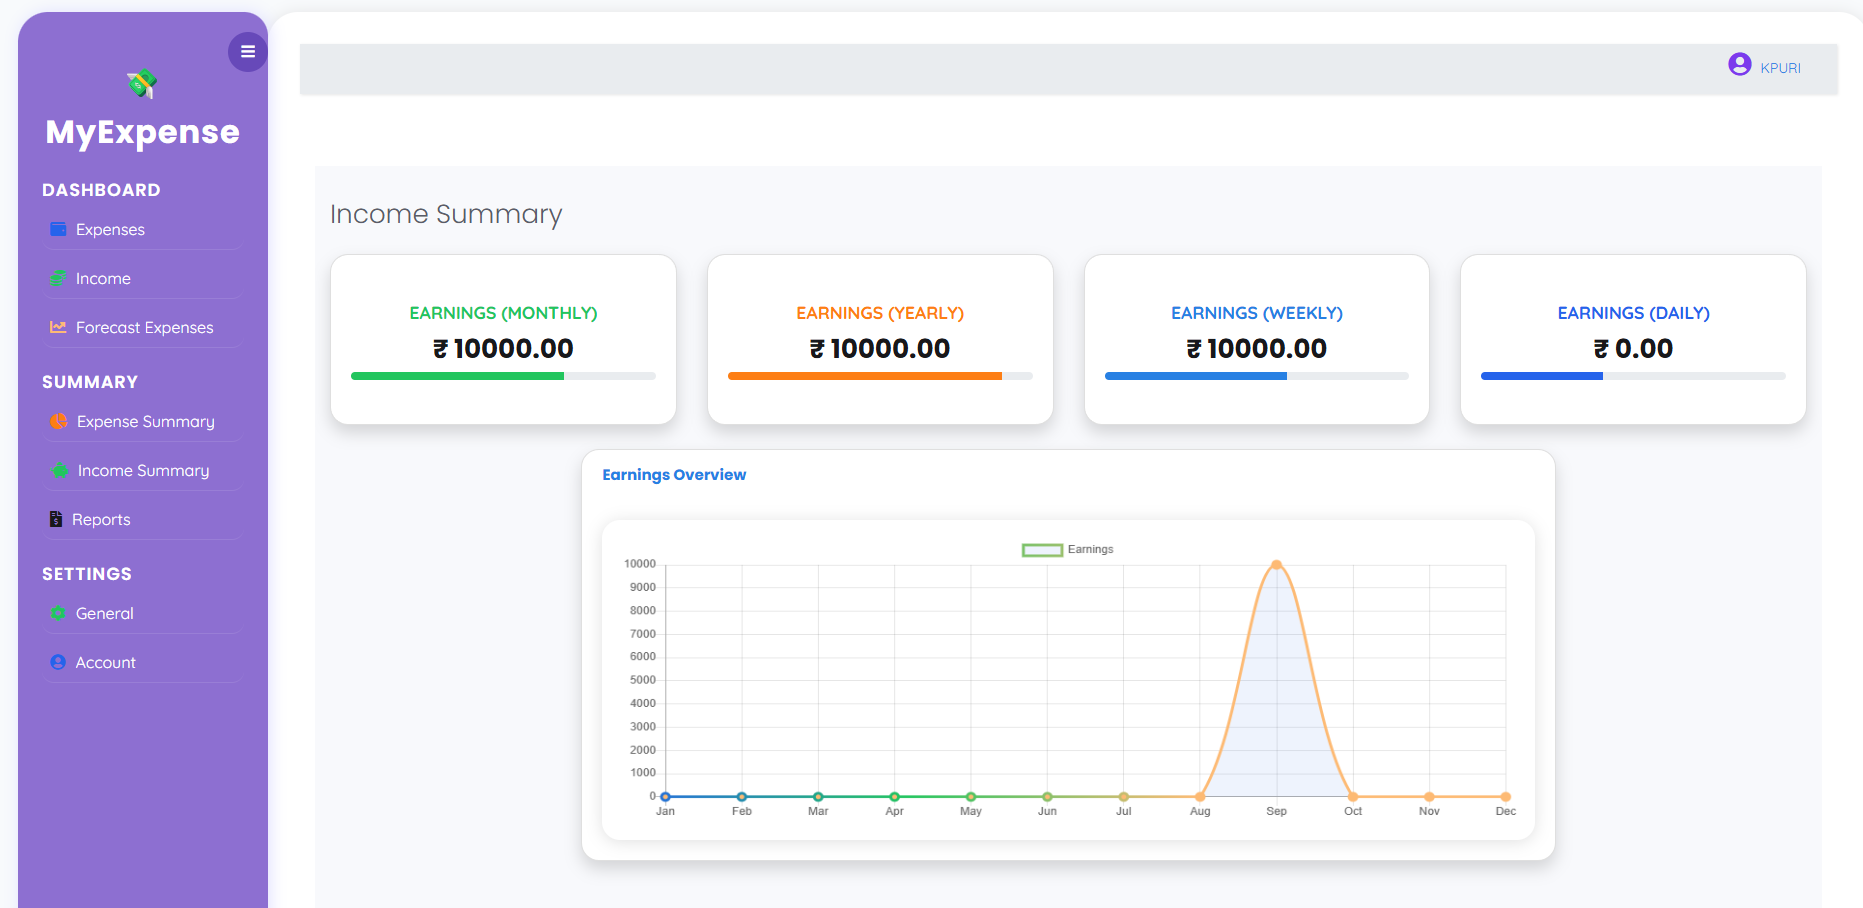 MyExpense
DASHBOARD
Expenses
Income
Forecast Expenses
SUMMARY
Expense Summary
Income Summary
Reports
SETTINGS
General
Account
KPURI
Income Summary
EARNINGS (MONTHLY)
₹ 10000.00
EARNINGS (YEARLY)
₹ 10000.00
EARNINGS (WEEKLY)
₹ 10000.00
EARNINGS (DAILY)
₹ 0.00
Earnings Overview
Earnings
10000
9000
8000
7000
6000
5000
4000
3000
2000
1000
0
Jan Feb Mar Apr May Jun Jul Aug Sep Oct Nov Dec